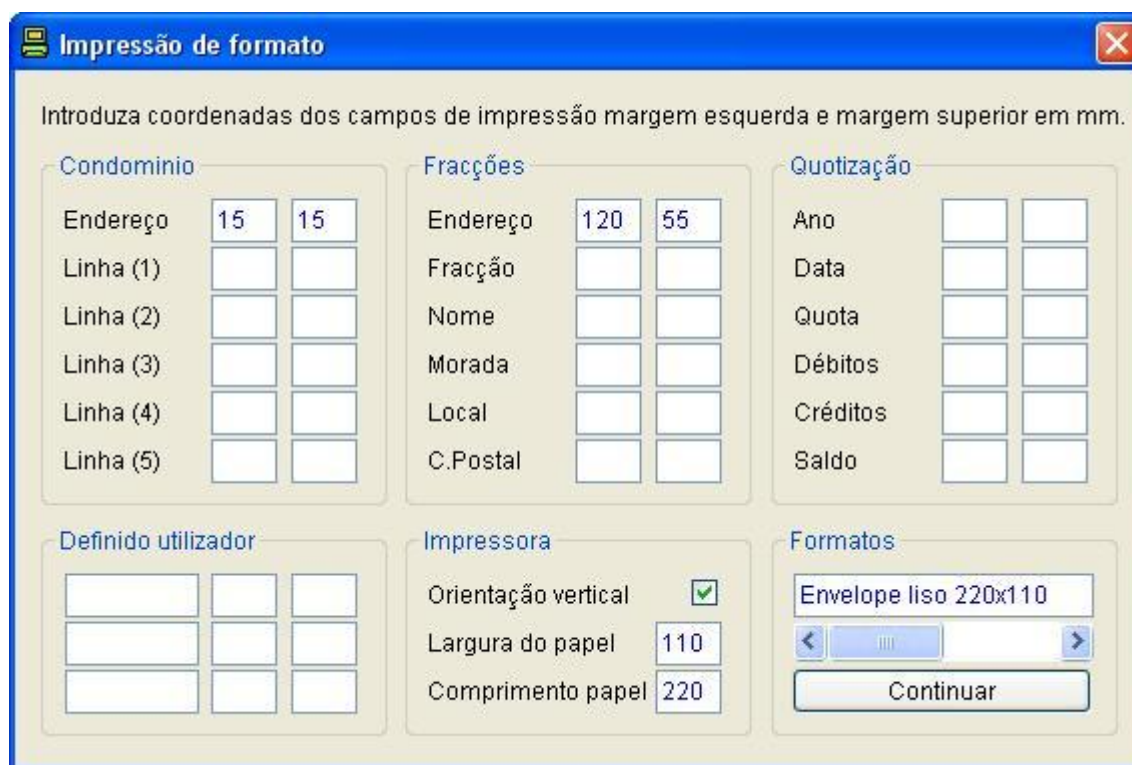 Impressão de formato
Introduza coordenadas dos campos de impressão margem esquerda e margem superior em mm.
Condominio
Endereço 15 15
Linha (1)
Linha (2)
Linha (3)
Linha (4)
Linha (5)
Fracções
Endereço 120 55
Fracção
Nome
Morada
Local
C.Postal
Quotização
Ano
Data
Quota
Débitos
Créditos
Saldo
Definido utilizador
Impressora
Orientação vertical
Largura do papel 110
Comprimento papel 220
Formatos
Envelope liso 220x110
Continuar